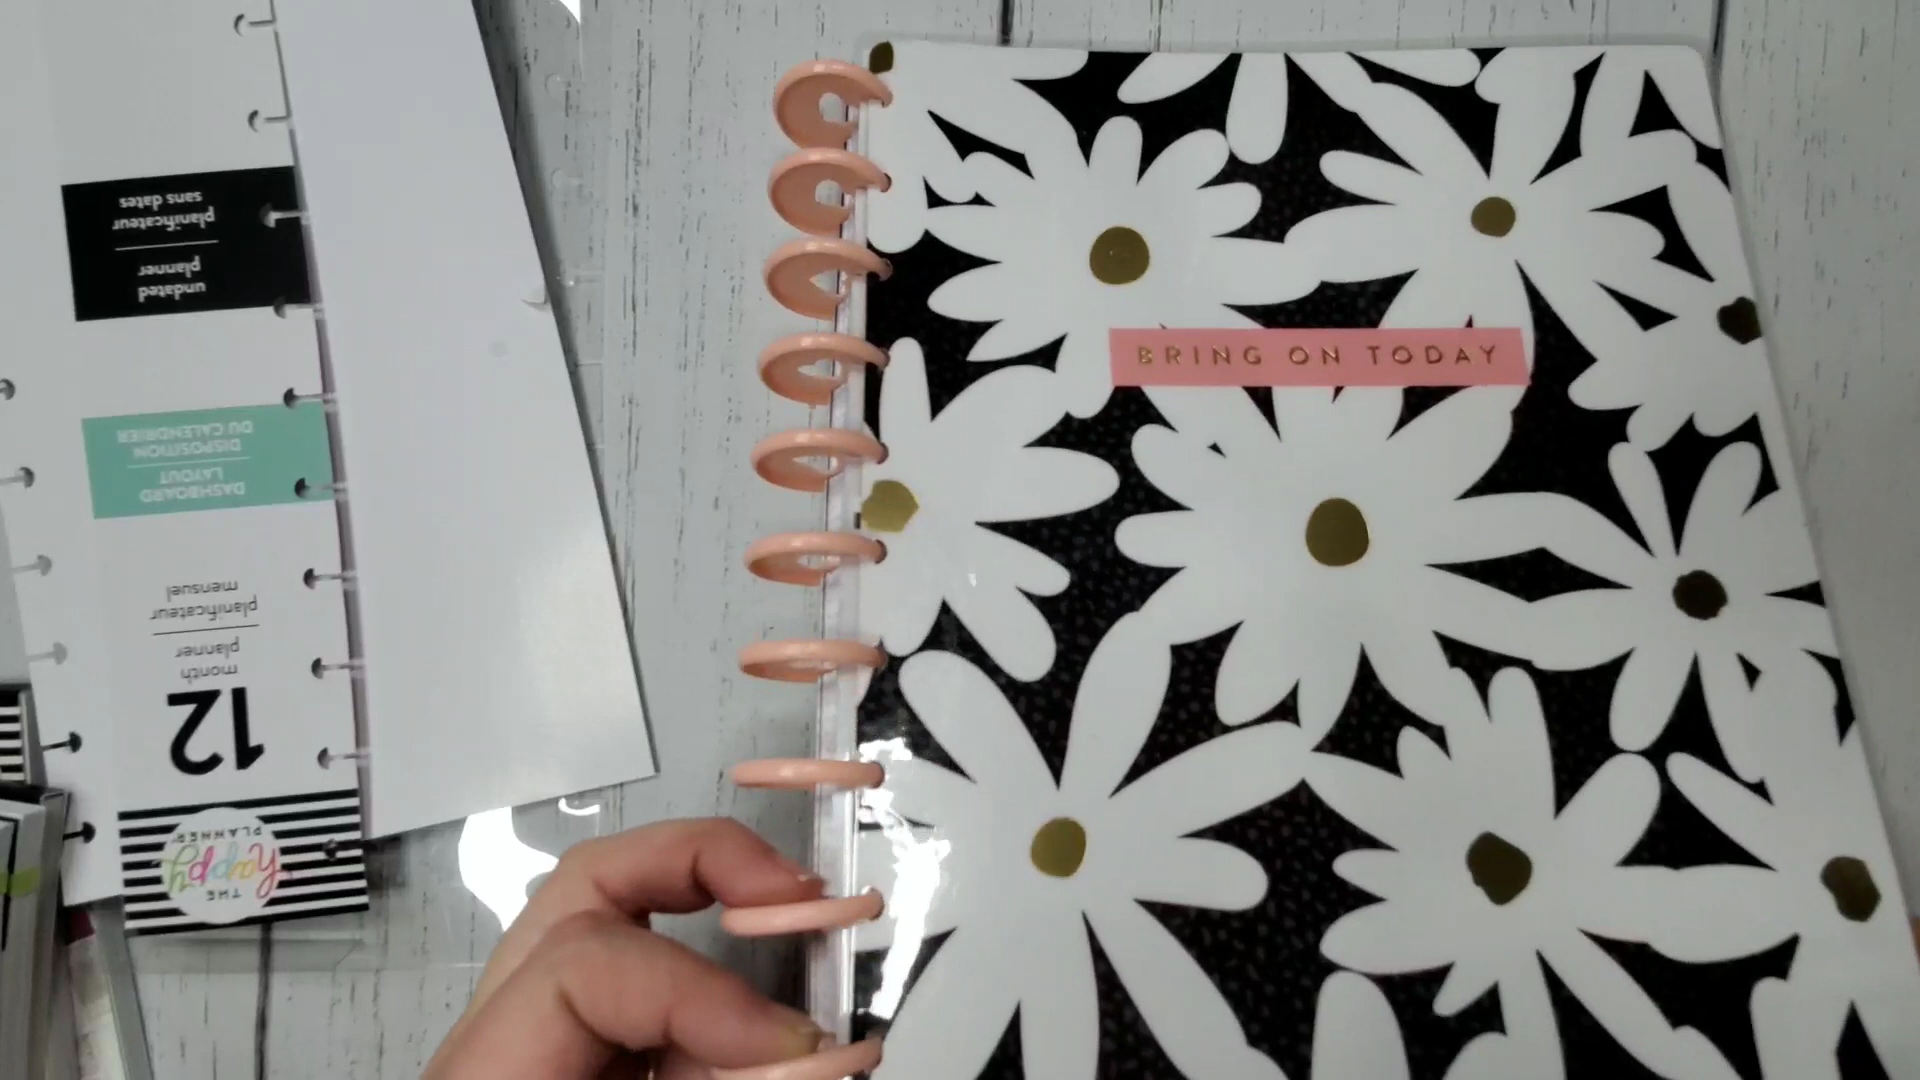 BRING ON TODAY
THE
happy
PLANNER
12
month
planner
planificateur
mensuel
DASHBOARD
LAYOUT
DISPOSITION
DU CALENDRIER
undated
planner
planificateur
sans dates